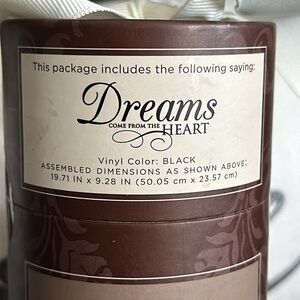 This package includes the following saying:
Dreams
COME FROM THE HEART
Vinyl Color: BLACK
ASSEMBLED DIMENSIONS AS SHOWN ABOVE:
19.71 IN x 9.28 IN (50.05 cm x 23.57 cm)